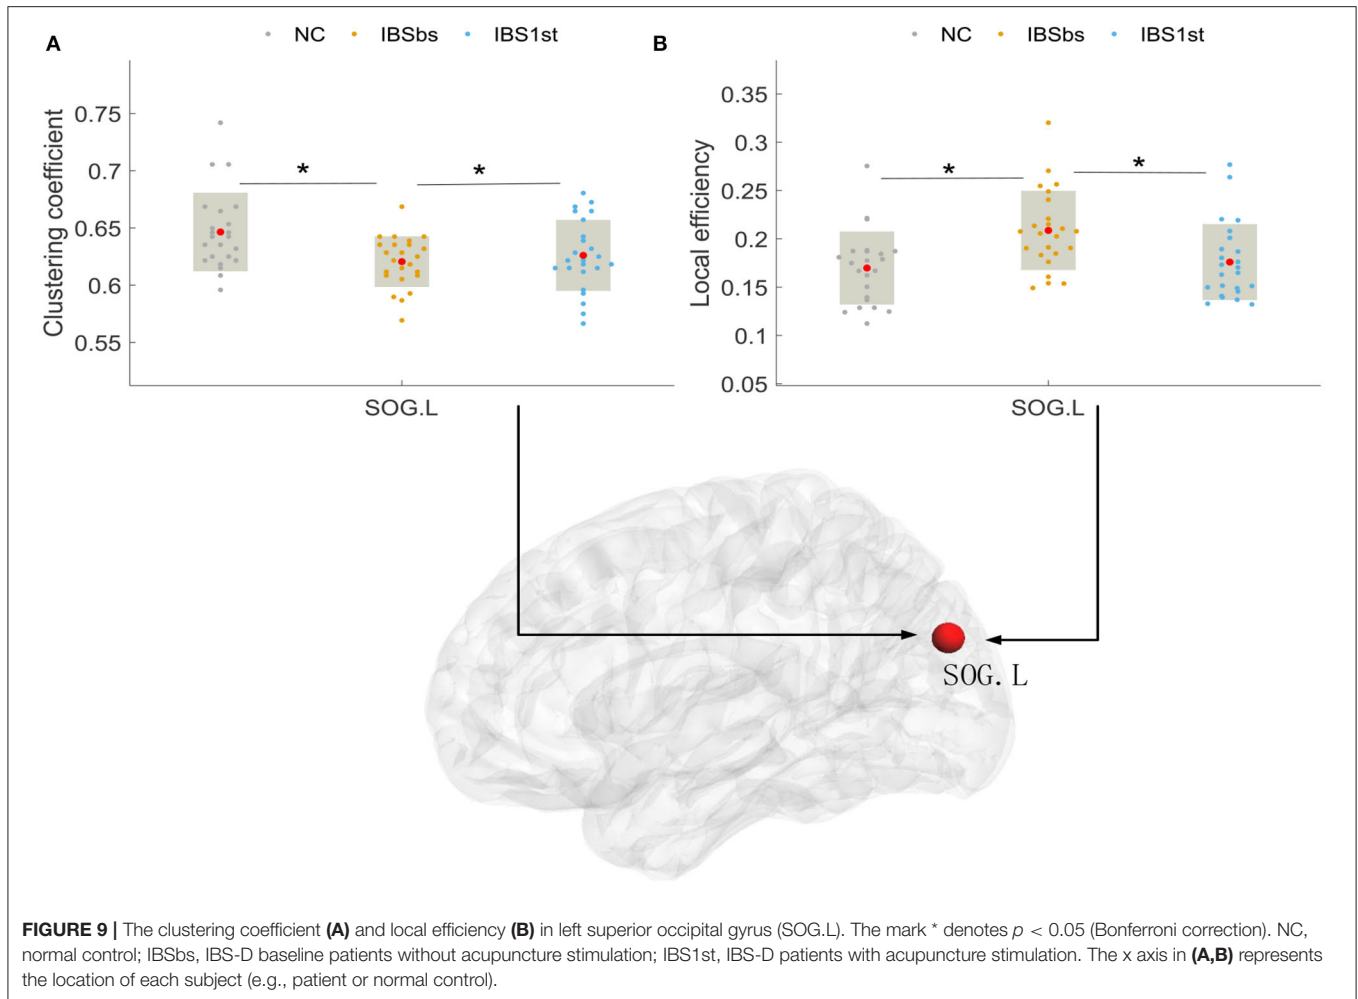 A
NC IBSbs IBS1st
Clustering coefficient
0.75
0.7
0.65
0.6
0.55
* *
SOG.L
B
NC IBSbs IBS1st
Local efficiency
0.35
0.3
0.25
0.2
0.15
0.1
0.05
* *
SOG.L
SOG.L
FIGURE 9 | The clustering coefficient (A) and local efficiency (B) in left superior occipital gyrus (SOG.L). The mark * denotes p < 0.05 (Bonferroni correction). NC,
normal control; IBSbs, IBS-D baseline patients without acupuncture stimulation; IBS1st, IBS-D patients with acupuncture stimulation. The x axis in (A,B) represents
the location of each subject (e.g., patient or normal control).